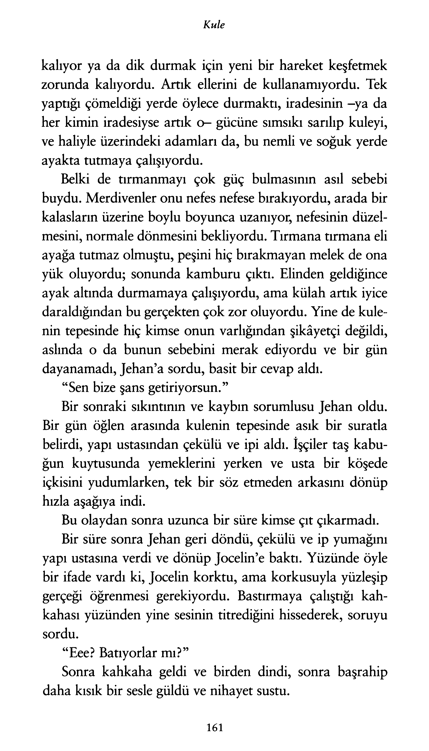 Kule
kalıyor ya da dik durmak için yeni bir hareket keşfetmek
zorunda kalıyordu. Artık ellerini de kullanamıyordu. Tek
yaptığı çömeldiği yerde öylece durmaktı, iradesinin –ya da
her kimin iradesiyse artık o– gücüne sımsıkı sarılıp kuleyi,
ve haliyle üzerindeki adamları da, bu nemli ve soğuk yerde
ayakta tutmaya çalışıyordu.
Belki de tırmanmayı çok güç bulmasının asıl sebebi
buydu. Merdivenler onu nefes nefese bırakıyordu, arada bir
kalasların üzerine boylu boyunca uzanıyor, nefesinin düzel-
mesini, normale dönmesini bekliyordu. Tırmana tırmana eli
ayağa tutmaz olmuştu, peşini hiç bırakmayan melek de ona
yük oluyordu; sonunda kamburu çıktı. Elinden geldiğince
ayak altında durmamaya çalışıyordu, ama külah artık iyice
daraldığından bu gerçekten çok zor oluyordu. Yine de kule-
nin tepesinde hiç kimse onun varlığından şikâyetçi değildi,
aslında o da bunun sebebini merak ediyordu ve bir gün
dayanamadı, Jehan’a sordu, basit bir cevap aldı.
“Sen bize şans getiriyorsun.”
Bir sonraki sıkıntının ve kaybın sorumlusu Jehan oldu.
Bir gün öğlen arasında kulenin tepesinde asık bir suratla
belirdi, yapı ustasından çekülü ve ipi aldı. İşçiler taş kabu-
ğun kuytusunda yemeklerini yerken ve usta bir köşede
içkisini yudumlarken, tek bir söz etmeden arkasını dönüp
hızla aşağıya indi.
Bu olaydan sonra uzunca bir süre kimse çıt çıkarmadı.
Bir süre sonra Jehan geri döndü, çekülü ve ip yumağını
yapı ustasına verdi ve dönüp Jocelin’e baktı. Yüzünde öyle
bir ifade vardı ki, Jocelin korktu, ama korkusuyla yüzleşip
gerçeği öğrenmesi gerekiyordu. Bastırmaya çalıştığı kah-
kahası yüzünden yine sesinin titrediğini hissederek, soruyu
sordu.
“Eee? Batıyorlar mı?”
Sonra kahkaha geldi ve birden dindi, sonra başrahip
daha kısık bir sesle güldü ve nihayet sustu.
161